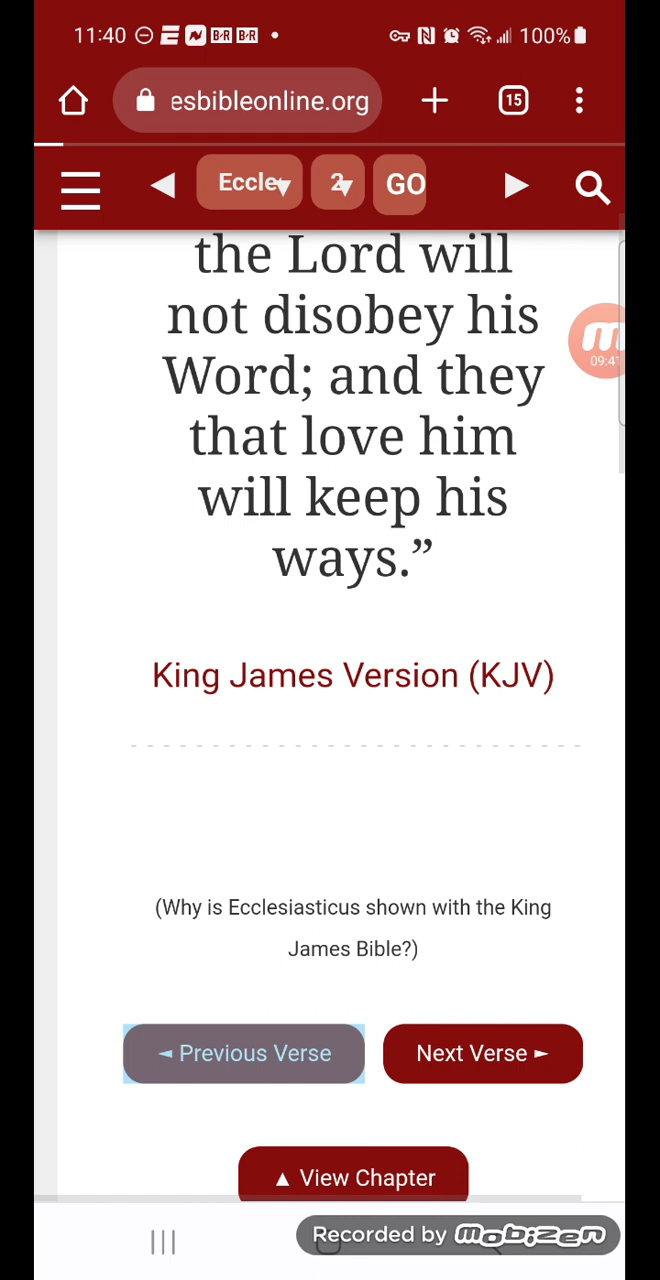 11:40 B·R B·R 100%
esbibleonline.org 15
Eccle 2 GO
the Lord will
not disobey his
09:4
Word; and they
that love him
will keep his
ways.”
King James Version (KJV)
(Why is Ecclesiasticus shown with the King
James Bible?)
◄ Previous Verse Next Verse ►
▲ View Chapter
Recorded by mobizen